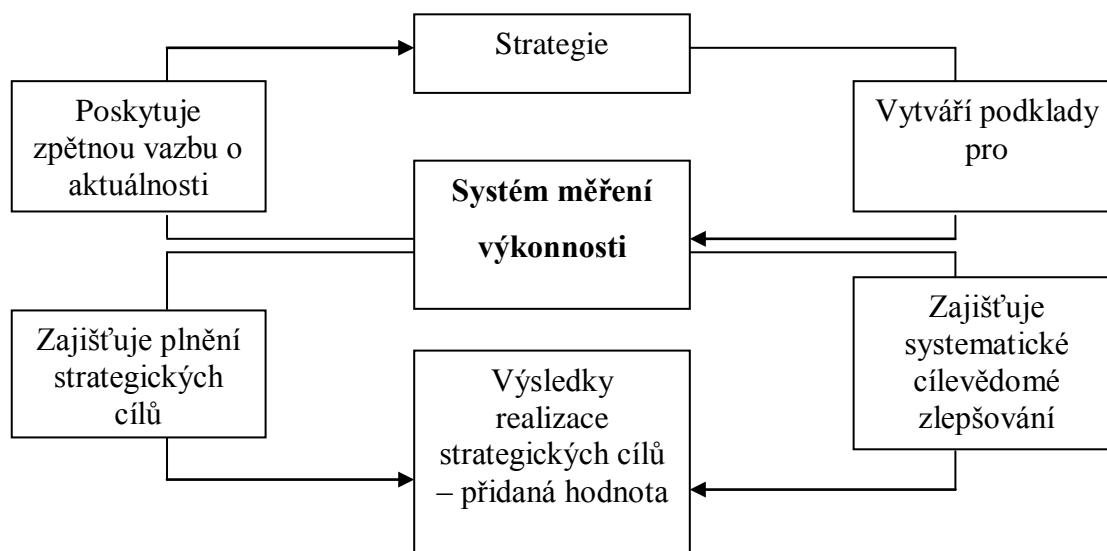 Strategie
Poskytuje
zpětnou vazbu o
aktuálnosti
Vytváří podklady
pro
Systém měření
výkonnosti
Zajišťuje plnění
strategických
cílů
Zajišťuje
systematické
cílevědomé
zlepšování
Výsledky
realizace
strategických cílů
– přidaná hodnota